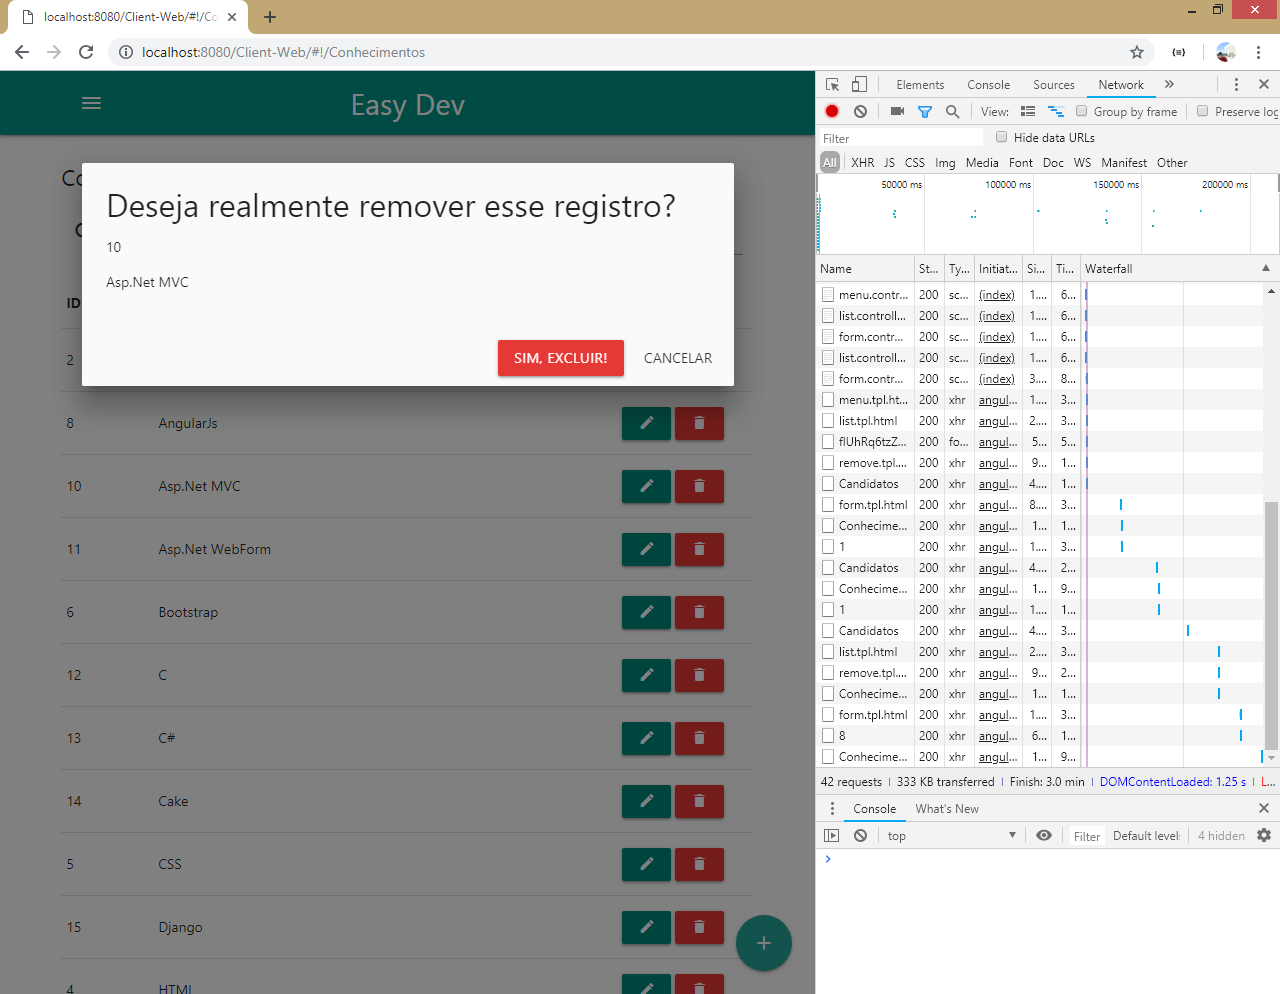 localhost:8080/Client-Web/#!/Co
localhost:8080/Client-Web/#!/Conhecimentos
Easy Dev
Co
Deseja realmente remover esse registro?
10
Asp.Net MVC
SIM, EXCLUIR!
CANCELAR
ID
2
8 AngularJs
10 Asp.Net MVC
11 Asp.Net WebForm
6 Bootstrap
12 C
13 C#
14 Cake
5 CSS
15 Django
4 HTML
Elements Console Sources Network
View: Group by frame Preserve log
Filter Hide data URLs
All XHR JS CSS Img Media Font Doc WS Manifest Other
50000 ms 100000 ms 150000 ms 200000 ms
Name St... Ty... Initiat... Si... Ti... Waterfall
menu.contr... 200 sc... (index) 1.... 6...
list.controll... 200 sc... (index) 1.... 6...
form.contr... 200 sc... (index) 1.... 6...
list.controll... 200 sc... (index) 1.... 6...
form.contr... 200 sc... (index) 3.... 8...
menu.tpl.ht... 200 xhr angul... 1.... 3...
list.tpl.html 200 xhr angul... 2.... 3...
flUhRq6tzZ... 200 fo... angul... 5... 5...
remove.tpl.... 200 xhr angul... 9... 1...
Candidatos 200 xhr angul... 4.... 1...
form.tpl.html 200 xhr angul... 8.... 3...
Conhecime... 200 xhr angul... 1... 1...
1 200 xhr angul... 1.... 3...
Candidatos 200 xhr angul... 4.... 2...
Conhecime... 200 xhr angul... 1... 9...
1 200 xhr angul... 1.... 1...
Candidatos 200 xhr angul... 4.... 3...
list.tpl.html 200 xhr angul... 2.... 3...
remove.tpl.... 200 xhr angul... 9... 2...
Conhecime... 200 xhr angul... 1... 1...
form.tpl.html 200 xhr angul... 1.... 3...
8 200 xhr angul... 6... 1...
Conhecime... 200 xhr angul... 1... 9...
42 requests | 333 KB transferred | Finish: 3.0 min | DOMContentLoaded: 1.25 s | L...
Console What's New
top Filter Default level: 4 hidden